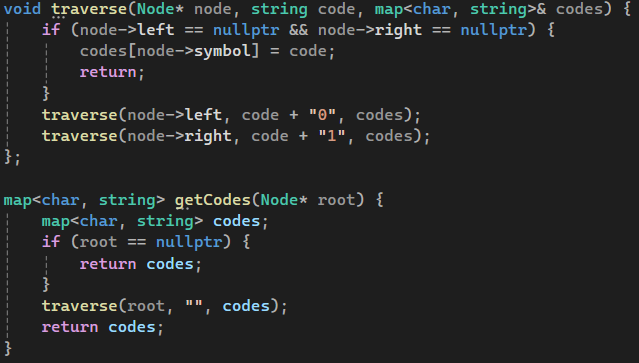 void traverse(Node* node, string code, map<char, string>& codes) {
    if (node->left == nullptr && node->right == nullptr) {
        codes[node->symbol] = code;
        return;
    }
    traverse(node->left, code + "0", codes);
    traverse(node->right, code + "1", codes);
};

map<char, string> getCodes(Node* root) {
    map<char, string> codes;
    if (root == nullptr) {
        return codes;
    }
    traverse(root, "", codes);
    return codes;
}